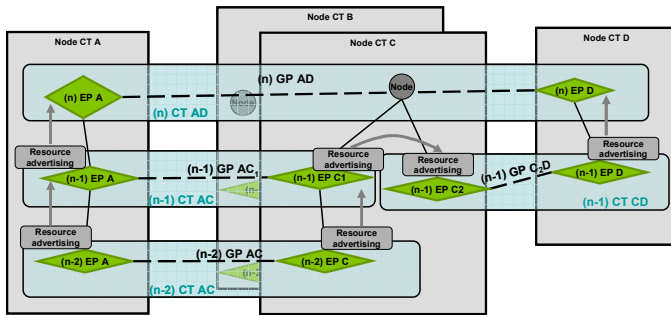 Node CT B
Node CT A
Node CT C
Node CT D
(n) GP AD
(n) EP A
Node
Node
(n) EP D
(n) CT AD
Resource
advertising
Resource
advertising
Resource
advertising
Resource
advertising
(n-1) GP AC₁
(n-1) GP C₂D
(n-1) EP A
(n-1) EP C1
(n-1) EP C2
(n-1) EP D
(n-1) CT AC
(n-1) CT CD
Resource
advertising
Resource
advertising
(n-2) GP AC
(n-2) EP A
(n-2) EP C
(n-2) CT AC